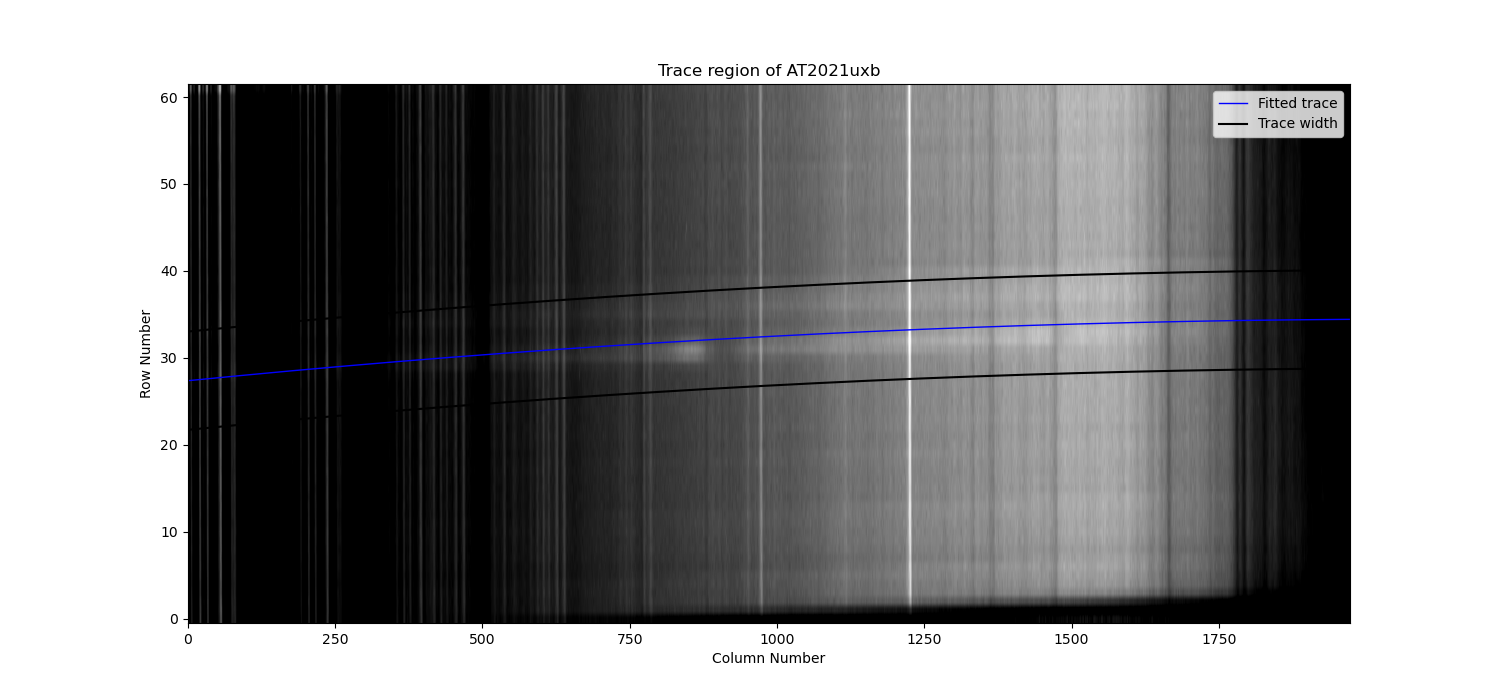 Trace region of AT2021uxb
Fitted trace
Trace width
60
50
40
30
20
10
0
Row Number
0 250 500 750 1000 1250 1500 1750
Column Number